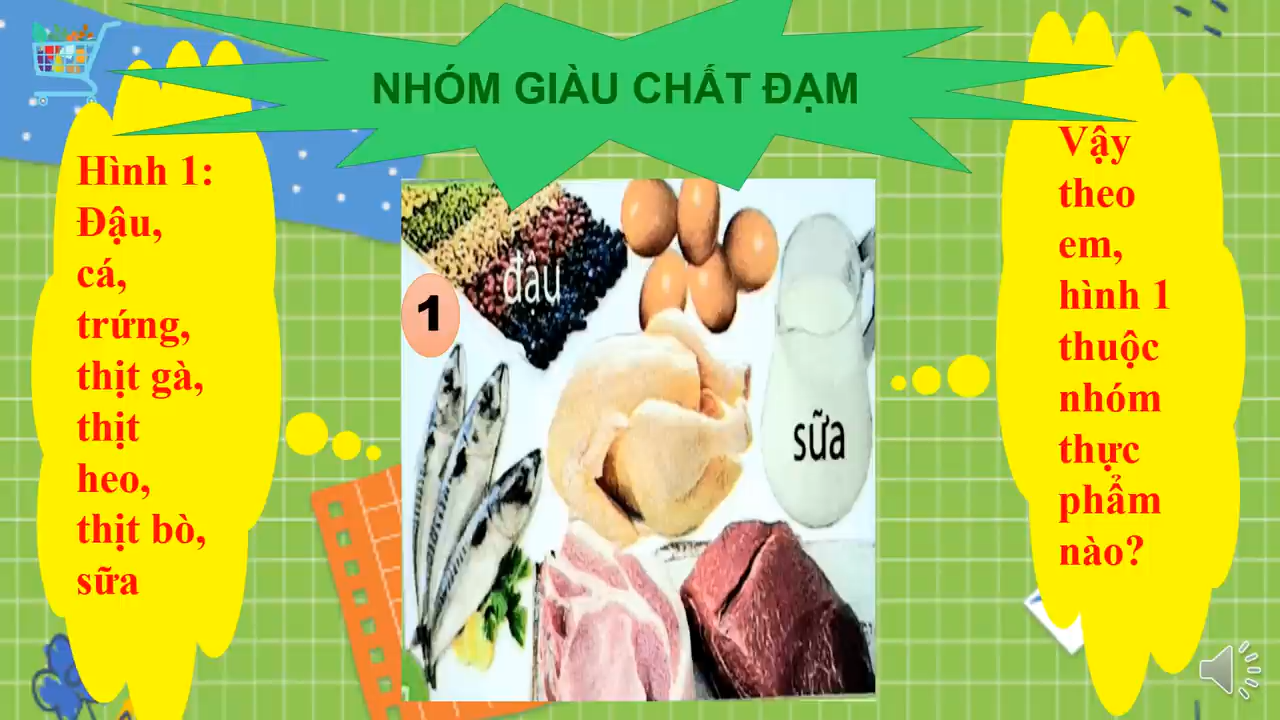 NHÓM GIÀU CHẤT ĐẠM
Hình 1:
Đậu,
cá,
trứng,
thịt gà,
thịt
heo,
thịt bò,
sữa
đâu
1
sữa
Vậy
theo
em,
hình 1
thuộc
nhóm
thực
phẩm
nào?